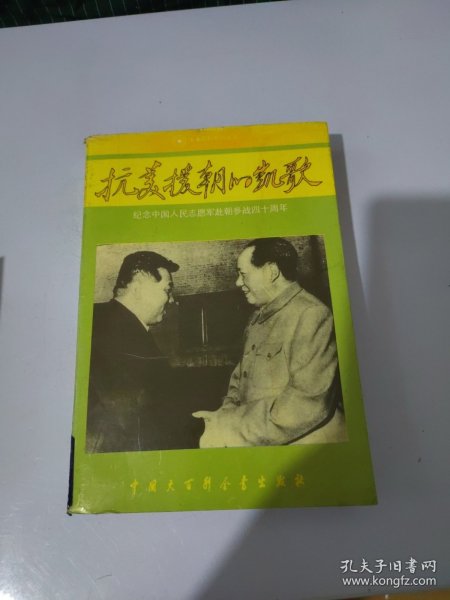 抗美援朝的凯歌
纪念中国人民志愿军赴朝参战四十周年
中国大百科全书出版社
孔夫子旧书网
www.kongfz.com